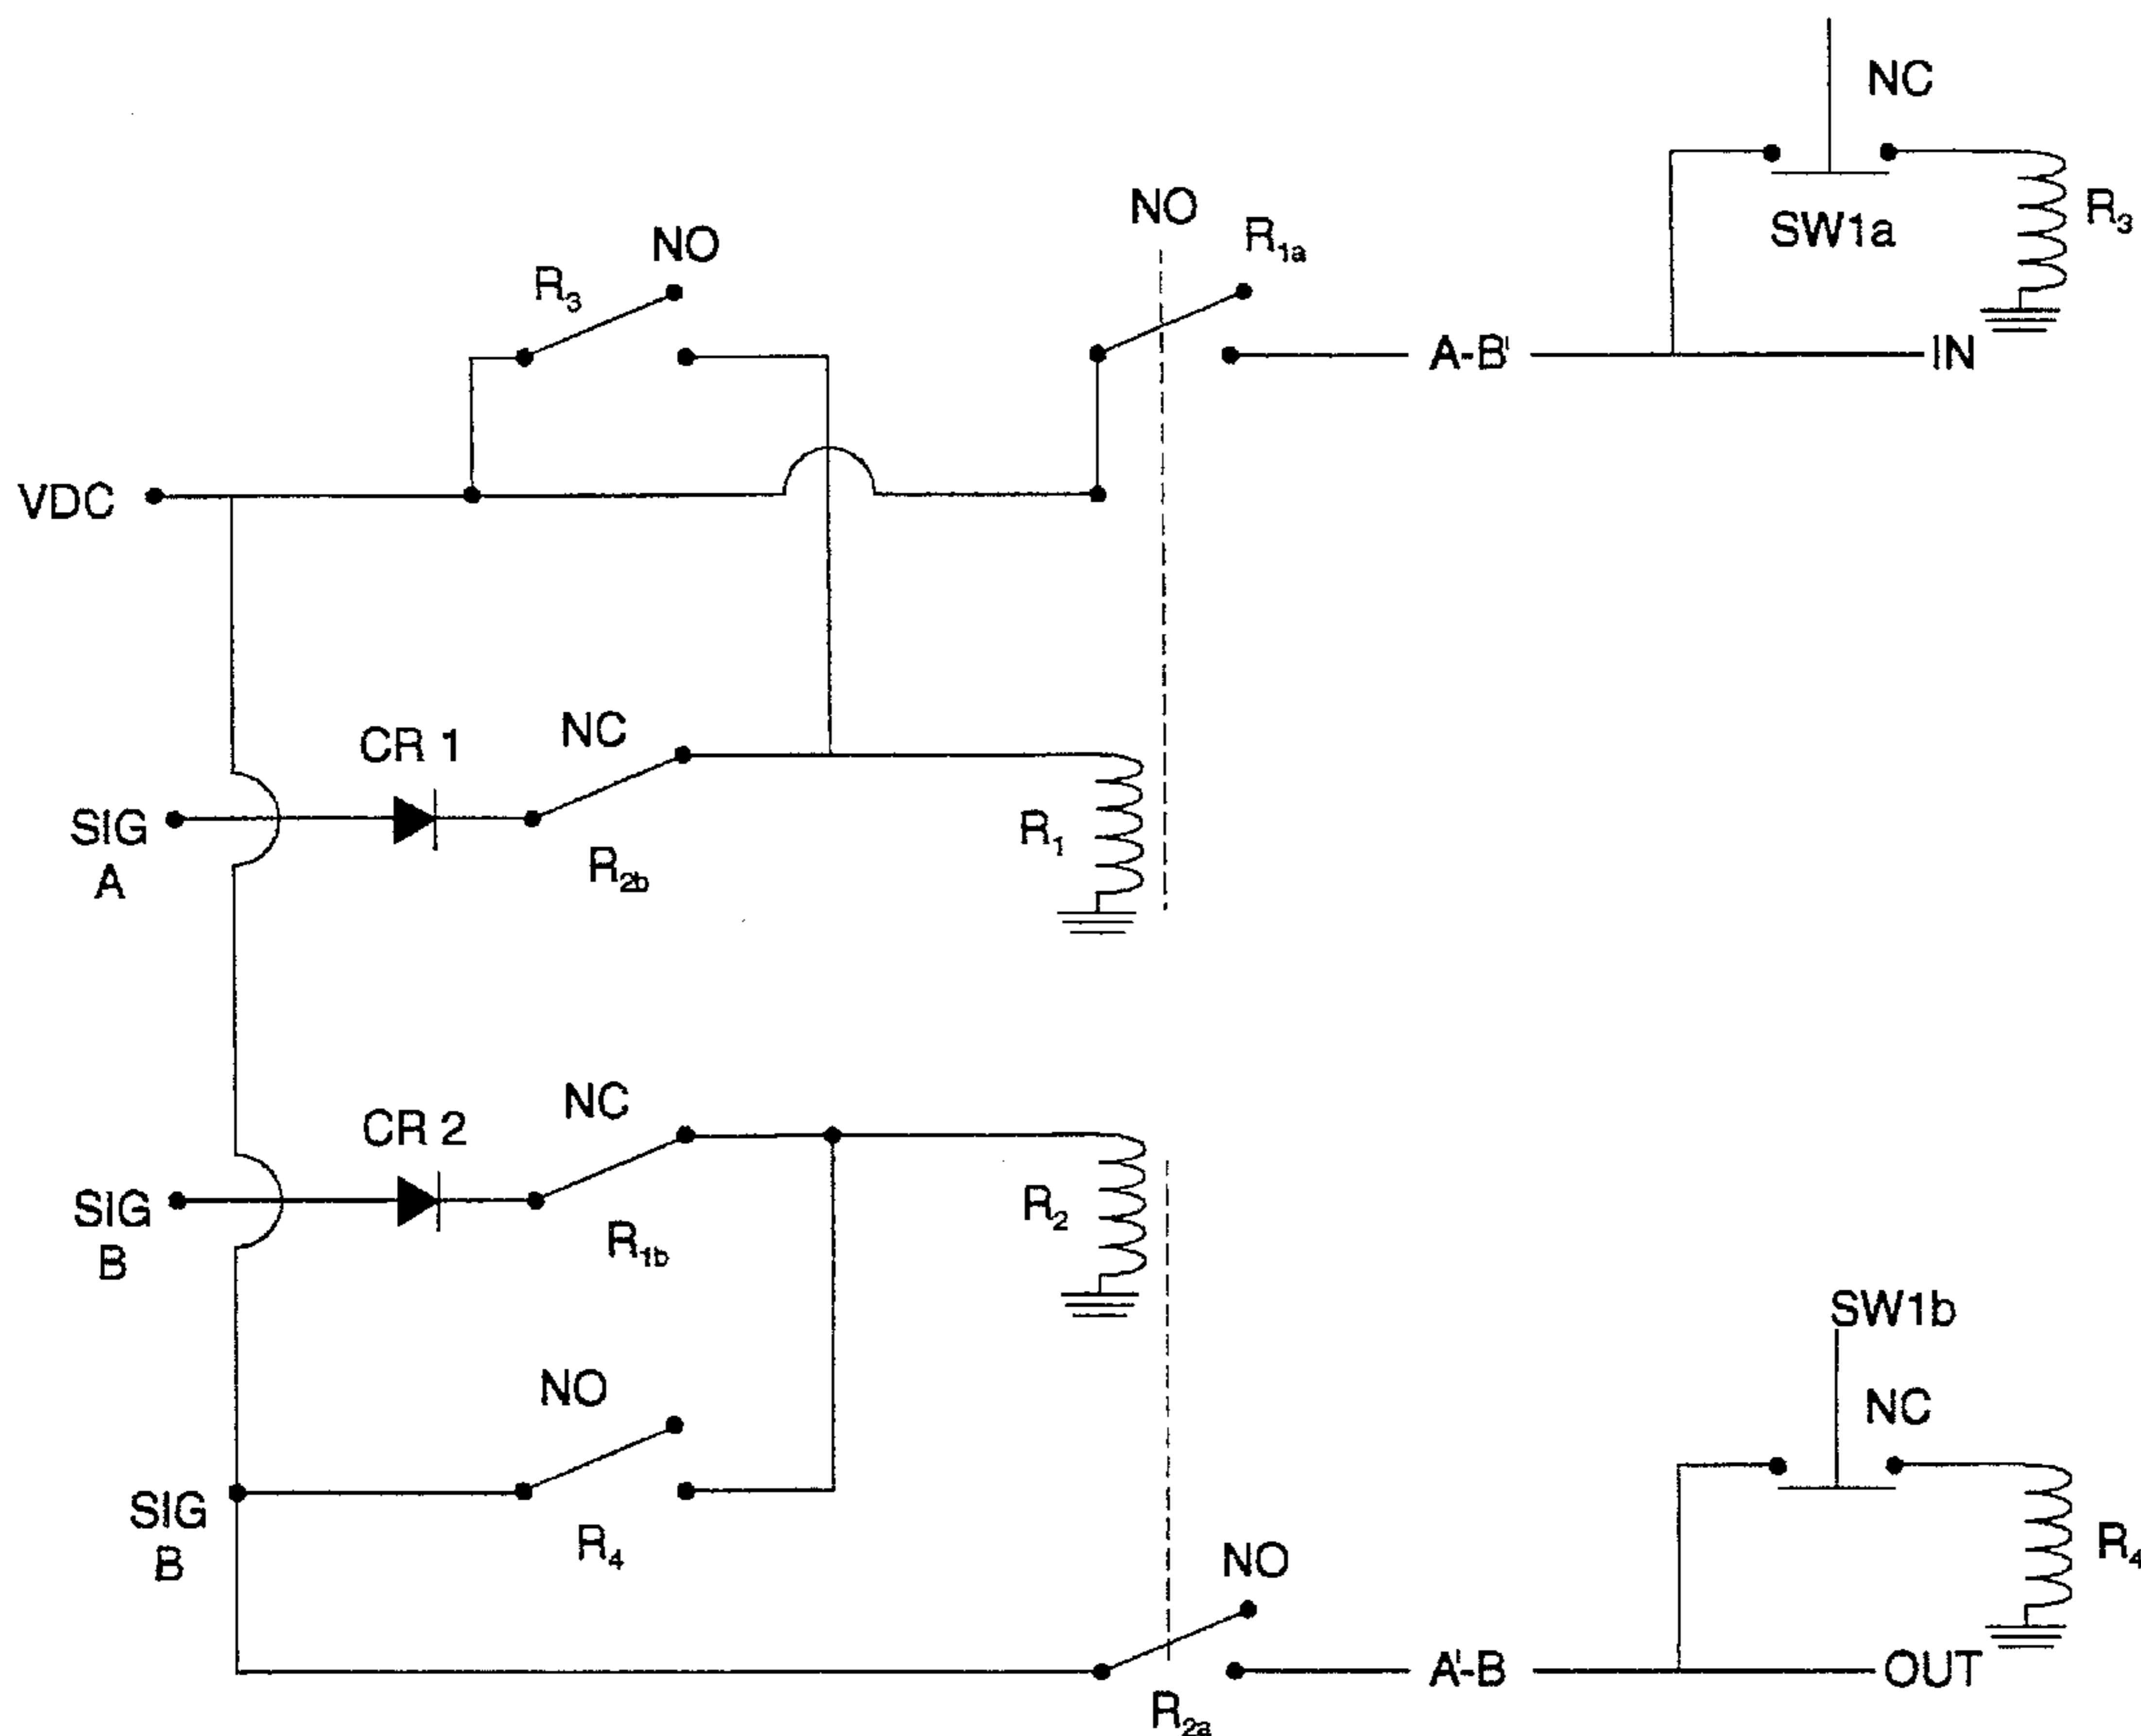 NC
SW1a
R3
NO
R1a
NO
R3
A-B'
IN
VDC
CR 1
NC
SIG
A
R2b
R1
CR 2
NC
SIG
B
R1b
R2
SW1b
NC
NO
SIG
B
R4
NO
R4
A'-B
OUT
R2a